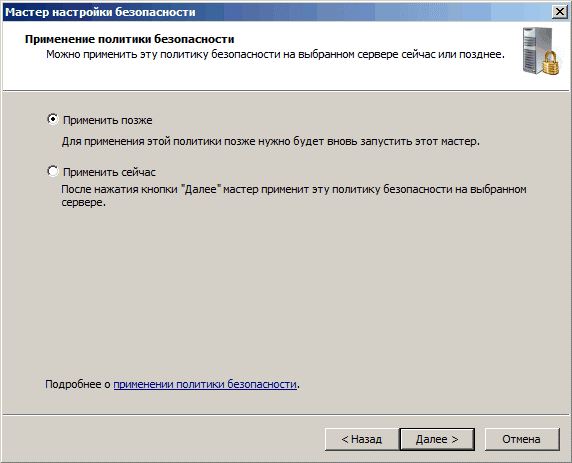 Мастер настройки безопасности
Применение политики безопасности
Можно применить эту политику безопасности на выбранном сервере сейчас или позднее.
Применить позже
Для применения этой политики позже нужно будет вновь запустить этот мастер.
Применить сейчас
После нажатия кнопки "Далее" мастер применит эту политику безопасности на выбранном
сервере.
Подробнее о применении политики безопасности.
< Назад
Далее >
Отмена